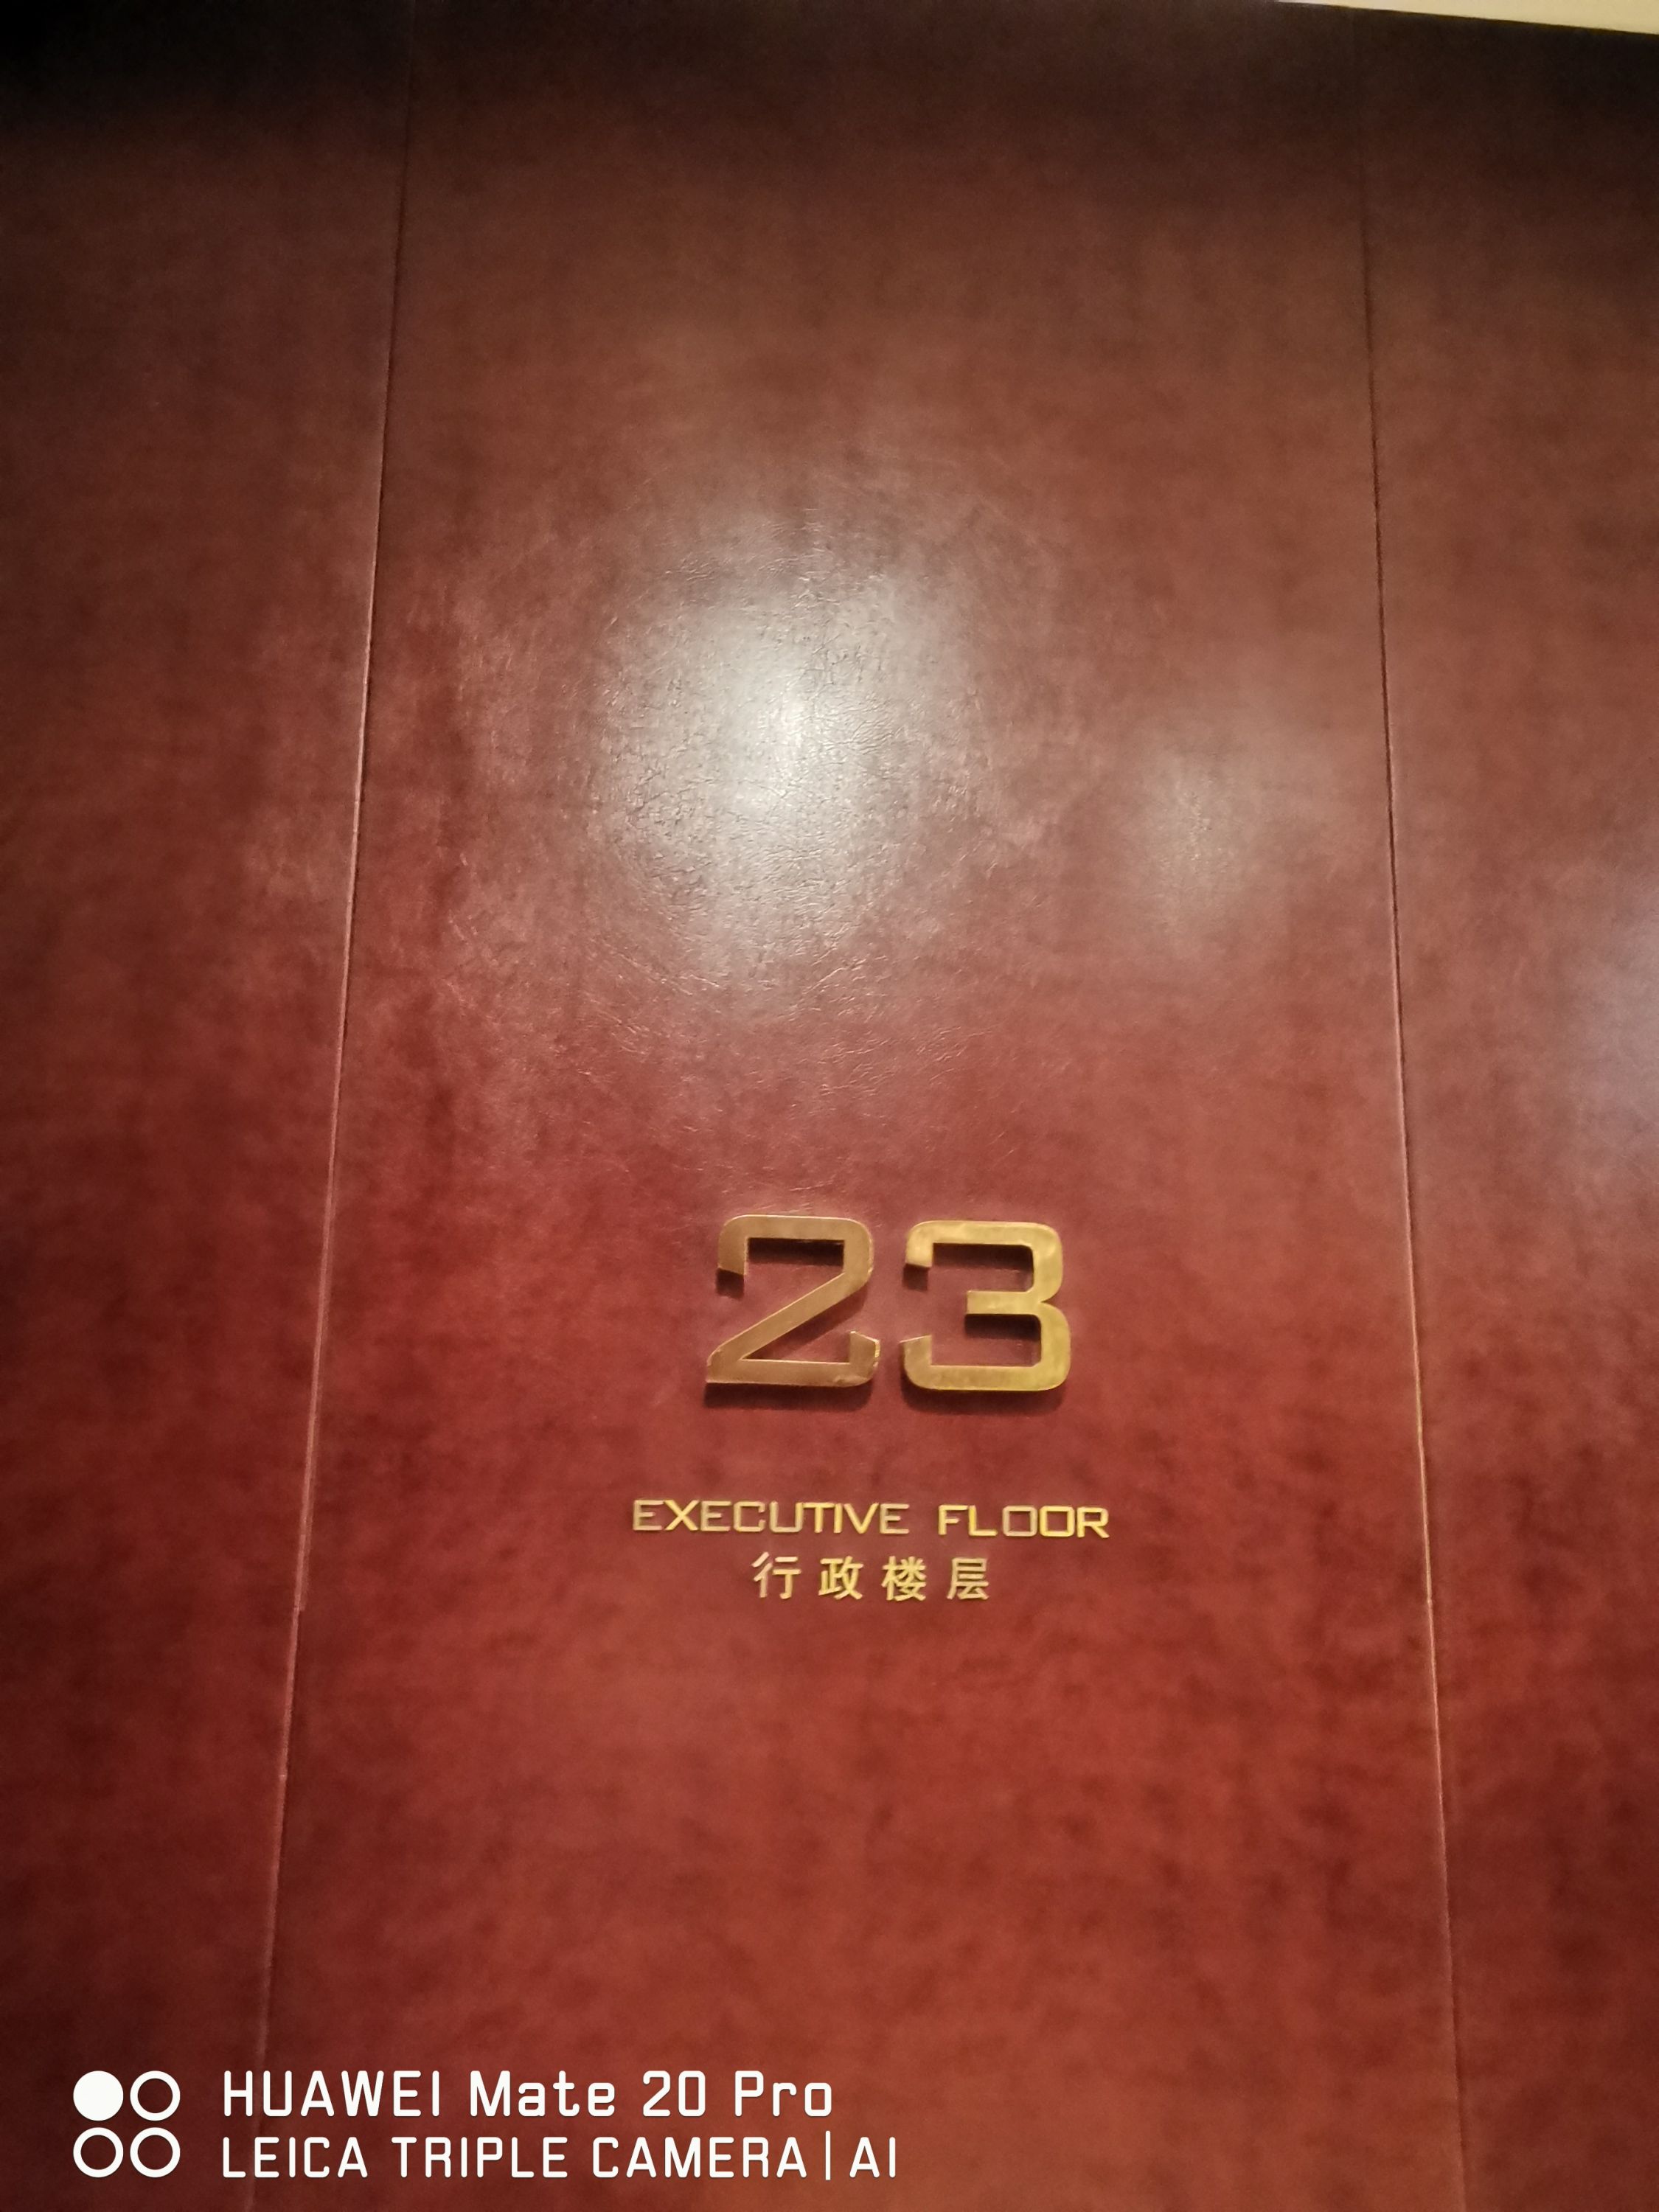 23
EXECUTIVE FLOOR
行政楼层
HUAWEI Mate 20 Pro
LEICA TRIPLE CAMERA|AI